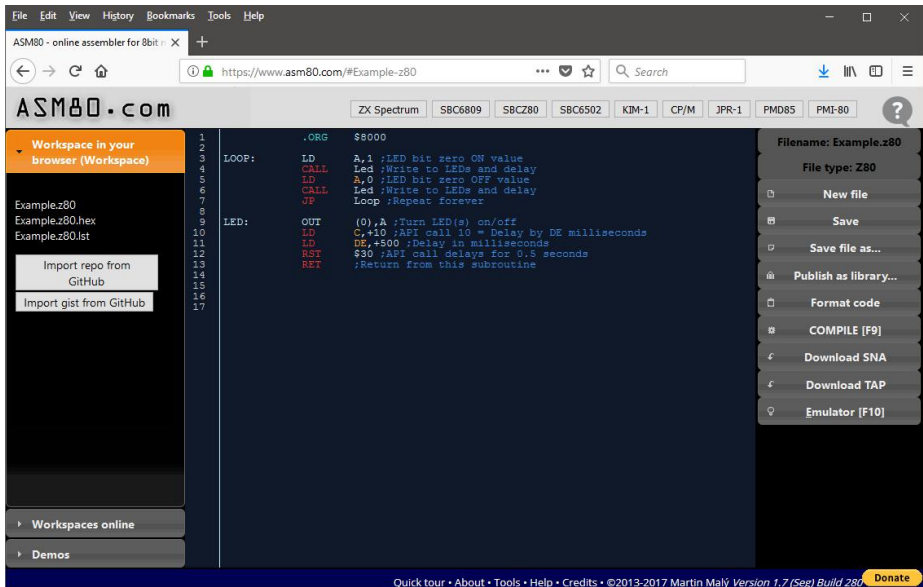 File Edit View History Bookmarks Tools Help
ASM80 - online assembler for 8bit
https://www.asm80.com/#Example-z80
Search
ASM80.com
ZX Spectrum SBC6809 SBCZ80 SBC6502 KIM-1 CP/M JPR-1 PMD85 PMI-80 ?
Workspace in your
browser (Workspace)
Example.z80
Example.z80.hex
Example.z80.lst
Import repo from
GitHub
Import gist from GitHub
Workspaces online
Demos
1 .ORG $8000
2
3 LOOP: LD A,1 ;LED bit zero ON value
4 CALL Led ;Write to LEDs and delay
5 LD A,0 ;LED bit zero OFF value
6 CALL Led ;Write to LEDs and delay
7 JP Loop ;Repeat forever
8
9 LED: OUT (0),A ;Turn LED(s) on/off
10 LD C,+10 ;API call 10 = Delay by DE milliseconds
11 LD DE,+500 ;Delay in milliseconds
12 RST $30 ;API call delays for 0.5 seconds
13 RET ;Return from this subroutine
14
15
16
17
Filename: Example.z80
File type: Z80
New file
Save
Save file as...
Publish as library...
Format code
COMPILE [F9]
Download SNA
Download TAP
Emulator [F10]
Quick tour • About • Tools • Help • Credits • ©2013-2017 Martin Malý Version 1.7 (Seg) Build 280
Donate